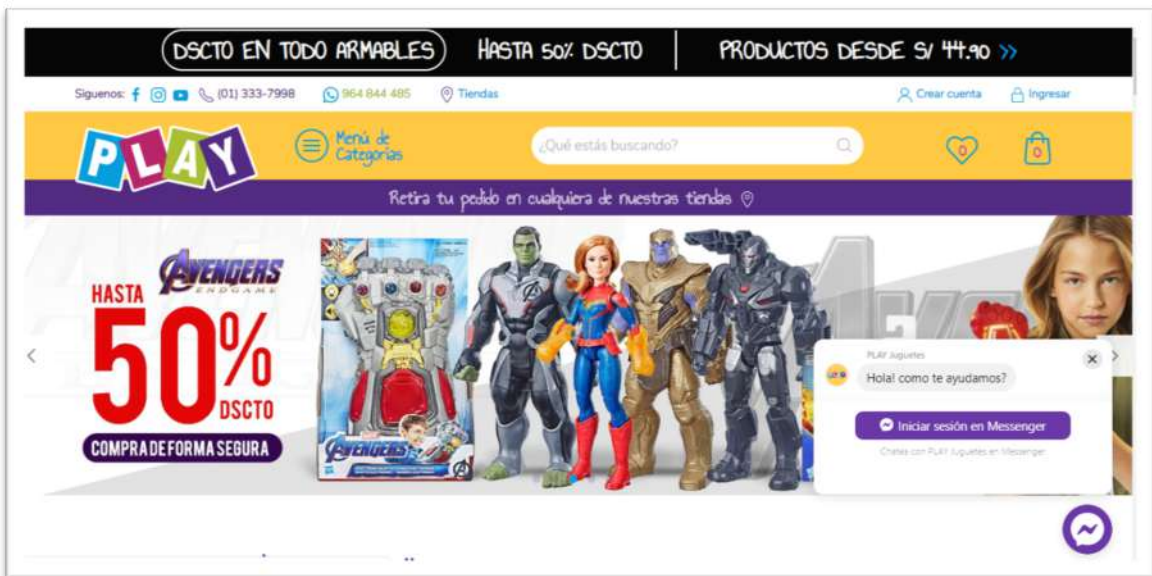 DSCTO EN TODO ARMABLES HASTA 50% DSCTO PRODUCTOS DESDE S/ 44.90 »
Siguenos: (01) 333-7998 964 844 485 Tiendas Crear cuenta Ingresar
PLAY
Menú de
Categorías
¿Qué estás buscando?
0 0
Retira tu pedido en cualquiera de nuestras tiendas
AVENGERS
ENDGAME
HASTA
50%
DSCTO
COMPRA DE FORMA SEGURA
AVENGERS
PLAY Juguetes
Hola! como te ayudamos?
Iniciar sesión en Messenger
Chatea con PLAY Juguetes en Messenger